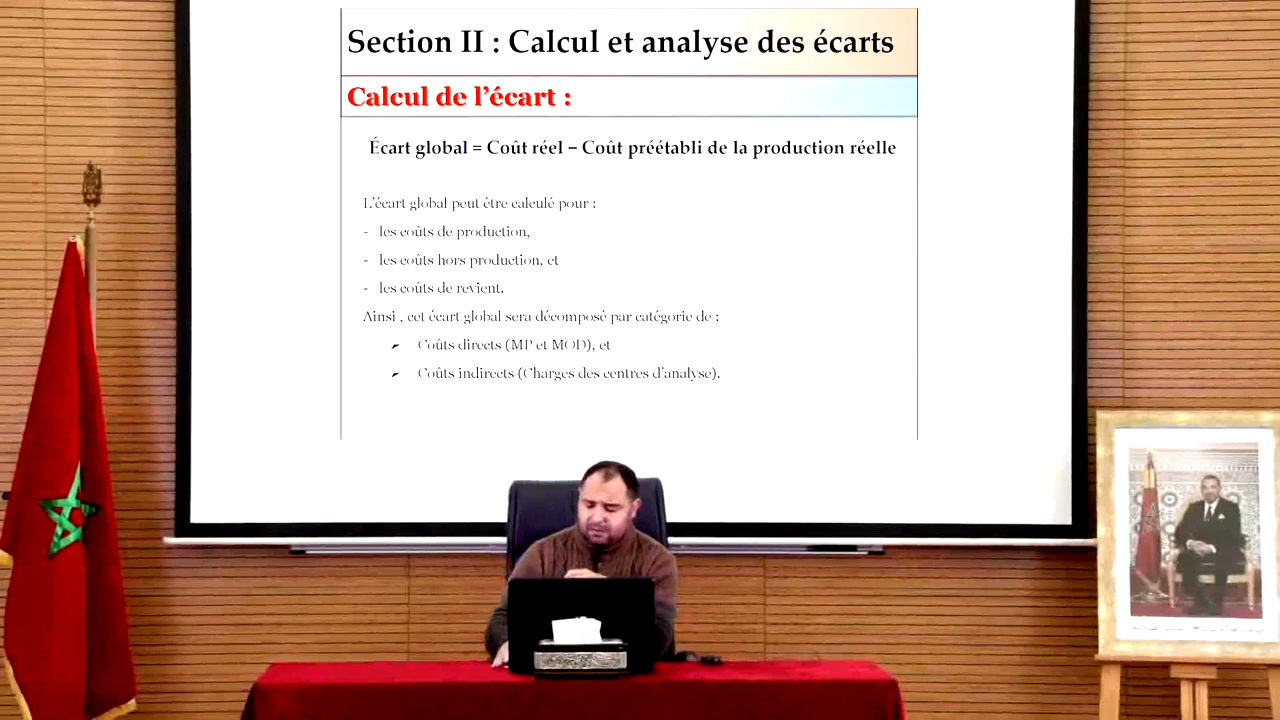 Section II : Calcul et analyse des écarts
Calcul de l'écart :
Écart global = Coût réel – Coût préétabli de la production réelle
L'écart global peut être calculé pour :
- les coûts de production,
- les coûts hors production, et
- les coûts de revient.
Ainsi , cet écart global sera décomposé par catégorie de :
Coûts directs (MP et MOD), et
Coûts indirects (Charges des centres d'analyse).